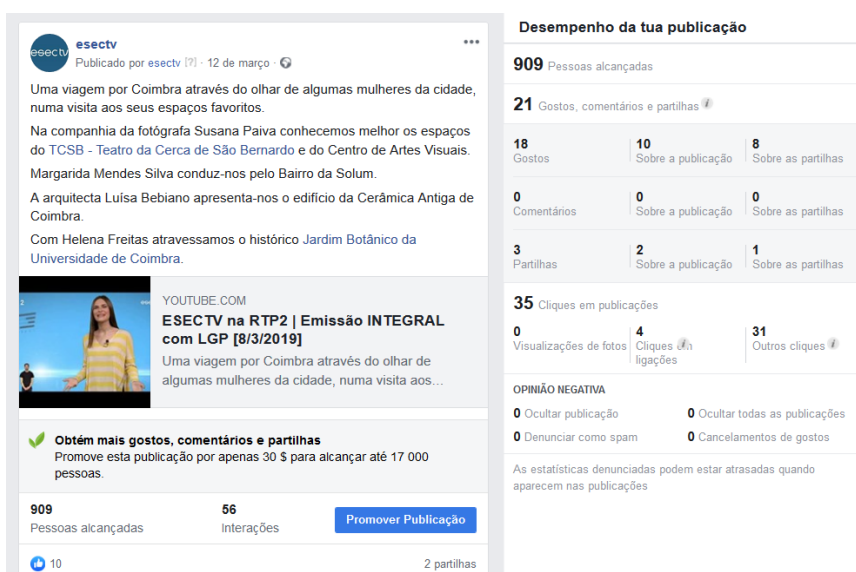 esectv
esectv
Publicado por esectv [?] · 12 de março ·
Uma viagem por Coimbra através do olhar de algumas mulheres da cidade,
numa visita aos seus espaços favoritos.
Na companhia da fotógrafa Susana Paiva conhecemos melhor os espaços
do TCSB - Teatro da Cerca de São Bernardo e do Centro de Artes Visuais.
Margarida Mendes Silva conduz-nos pelo Bairro da Solum.
A arquitecta Luísa Bebiano apresenta-nos o edifício da Cerâmica Antiga de
Coimbra.
Com Helena Freitas atravessamos o histórico Jardim Botânico da
Universidade de Coimbra.
YOUTUBE.COM
ESECTV na RTP2 | Emissão INTEGRAL
com LGP [8/3/2019]
Uma viagem por Coimbra através do olhar de
algumas mulheres da cidade, numa visita aos...
Obtém mais gostos, comentários e partilhas
Promove esta publicação por apenas 30 $ para alcançar até 17 000
pessoas.
909
Pessoas alcançadas
56
Interações
Promover Publicação
10
2 partilhas
Desempenho da tua publicação
909 Pessoas alcançadas
21 Gostos, comentários e partilhas
18 10 8
Gostos Sobre a publicação Sobre as partilhas
0 0 0
Comentários Sobre a publicação Sobre as partilhas
3 2 1
Partilhas Sobre a publicação Sobre as partilhas
35 Cliques em publicações
0 4 31
Visualizações de fotos Cliques Outros cliques
ligações
OPINIÃO NEGATIVA
0 Ocultar publicação 0 Ocultar todas as publicações
0 Denunciar como spam 0 Cancelamentos de gostos
As estatísticas denunciadas podem estar atrasadas quando
aparecem nas publicações